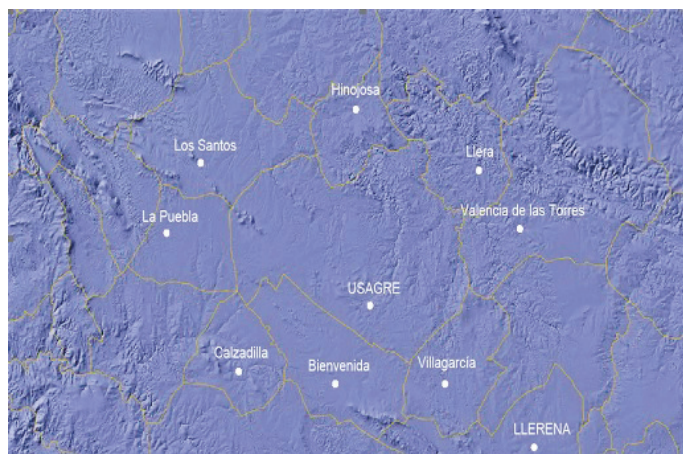 Hinojosa
Los Santos
Llera
La Puebla
Valencia de las Torres
USAGRE
Calzadilla
Bienvenida
Villagarcía
LLERENA